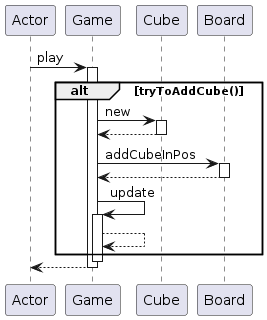 Actor Game Cube Board
play
alt [tryToAddCube()]
new
addCubeInPos
update
Actor Game Cube Board